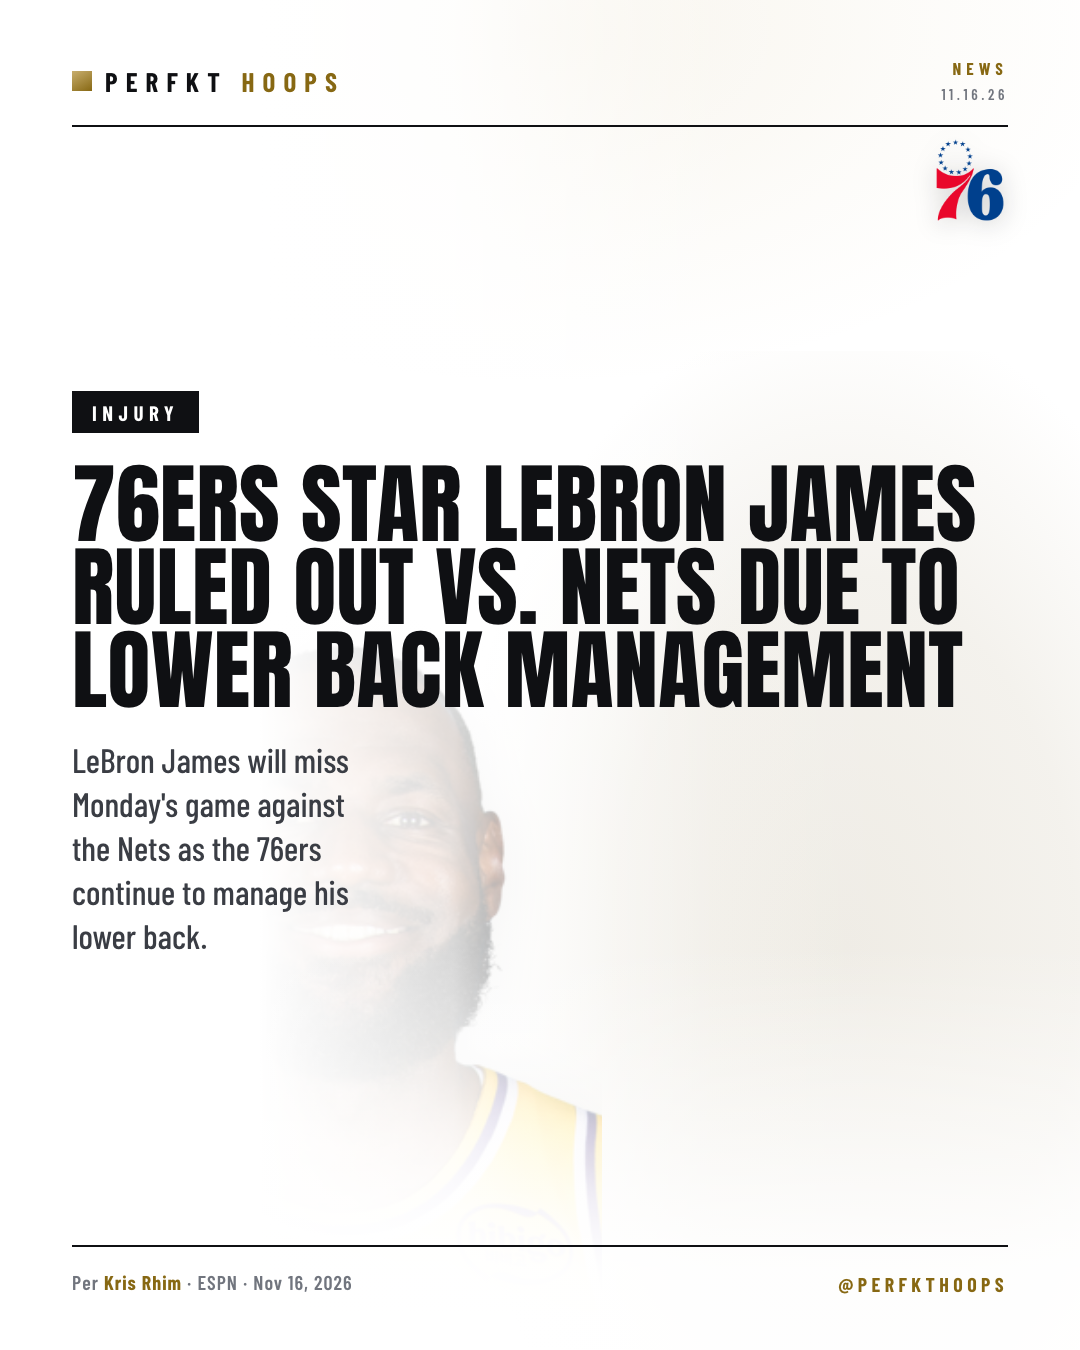 PERFKT HOOPS
NEWS
11.16.26
76
INJURY
76ERS STAR LEBRON JAMES
RULED OUT VS. NETS DUE TO
LOWER BACK MANAGEMENT
LeBron James will miss
Monday's game against
the Nets as the 76ers
continue to manage his
lower back.
Per Kris Rhim · ESPN · Nov 16, 2026
@PERFKTHOOPS